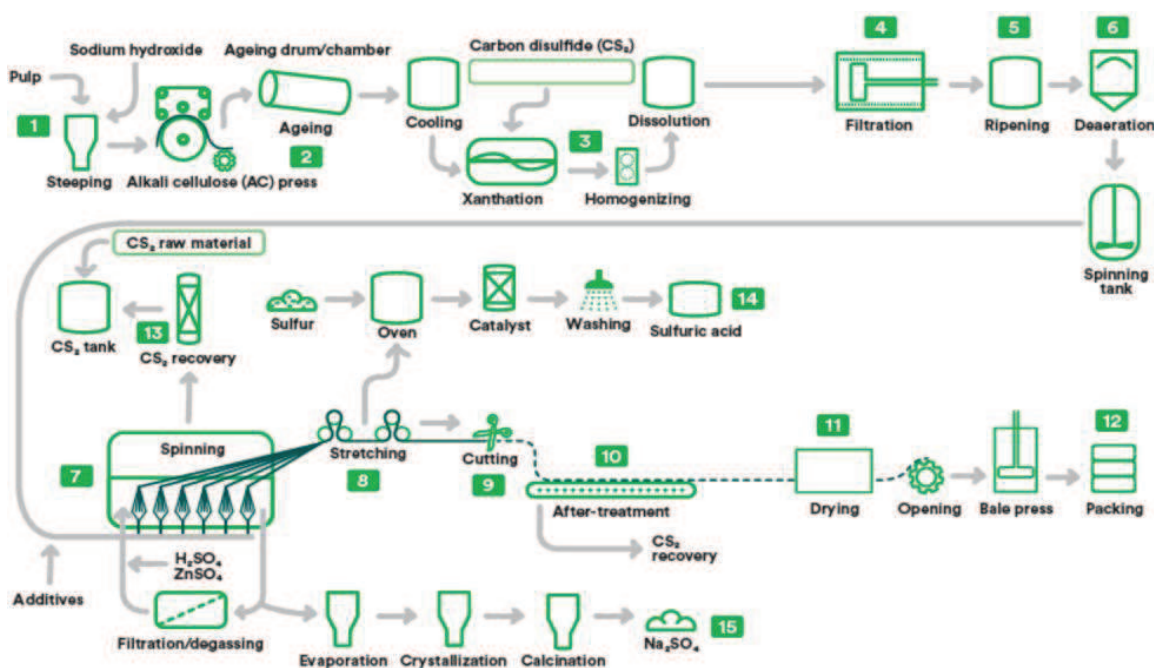 Sodium hydroxide
Pulp
1
Steeping
Alkali cellulose (AC) press
Ageing drum/chamber
Ageing
2
Cooling
Carbon disulfide (CS₂)
3
Xanthation
Homogenizing
Dissolution
4
Filtration
5
Ripening
6
Deaeration
Spinning
tank
CS₂ raw material
CS₂ tank
13
CS₂ recovery
Sulfur
Oven
Catalyst
Washing
14
Sulfuric acid
7
Spinning
Stretching
8
Cutting
9
10
After-treatment
CS₂
recovery
11
Drying
Opening
Bale press
12
Packing
Additives
H₂SO₄
ZnSO₄
Filtration/degassing
Evaporation
Crystallization
Calcination
Na₂SO₄
15